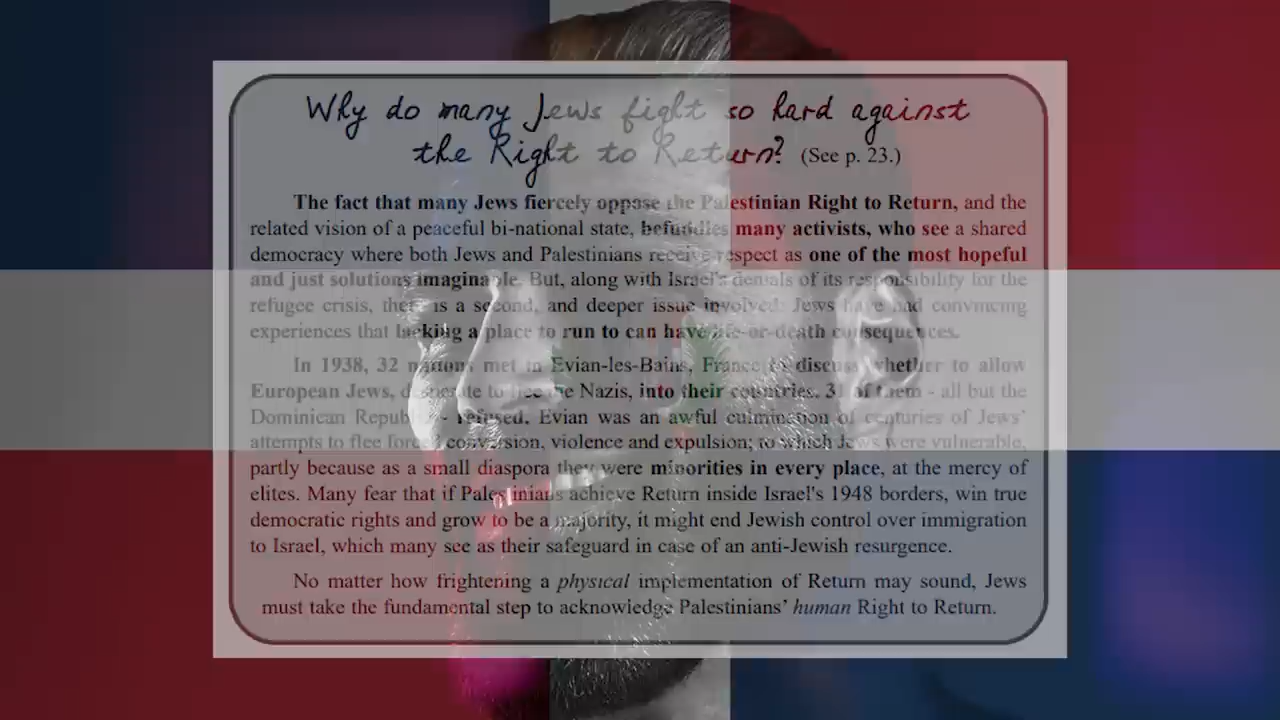 Why do many Jews fight so hard against
the Right to Return? (See p. 23.)
The fact that many Jews fiercely oppose the Palestinian Right to Return, and the
related vision of a peaceful bi-national state, befuddles many activists, who see a shared
democracy where both Jews and Palestinians receive respect as one of the most hopeful
and just solutions imaginable. But, along with Israel's denials of its responsibility for the
refugee crisis, there is a second, and deeper issue involved: Jews have had convincing
experiences that lacking a place to run to can have life-or-death consequences.
In 1938, 32 nations met in Evian-les-Bains, France to discuss whether to allow
European Jews, desperate to flee the Nazis, into their countries. 31 of them - all but the
Dominican Republic - refused. Evian was an awful culmination of centuries of Jews'
attempts to flee forced conversion, violence and expulsion; to which Jews were vulnerable,
partly because as a small diaspora they were minorities in every place, at the mercy of
elites. Many fear that if Palestinians achieve Return inside Israel's 1948 borders, win true
democratic rights and grow to be a majority, it might end Jewish control over immigration
to Israel, which many see as their safeguard in case of an anti-Jewish resurgence.
No matter how frightening a physical implementation of Return may sound, Jews
must take the fundamental step to acknowledge Palestinians' human Right to Return.